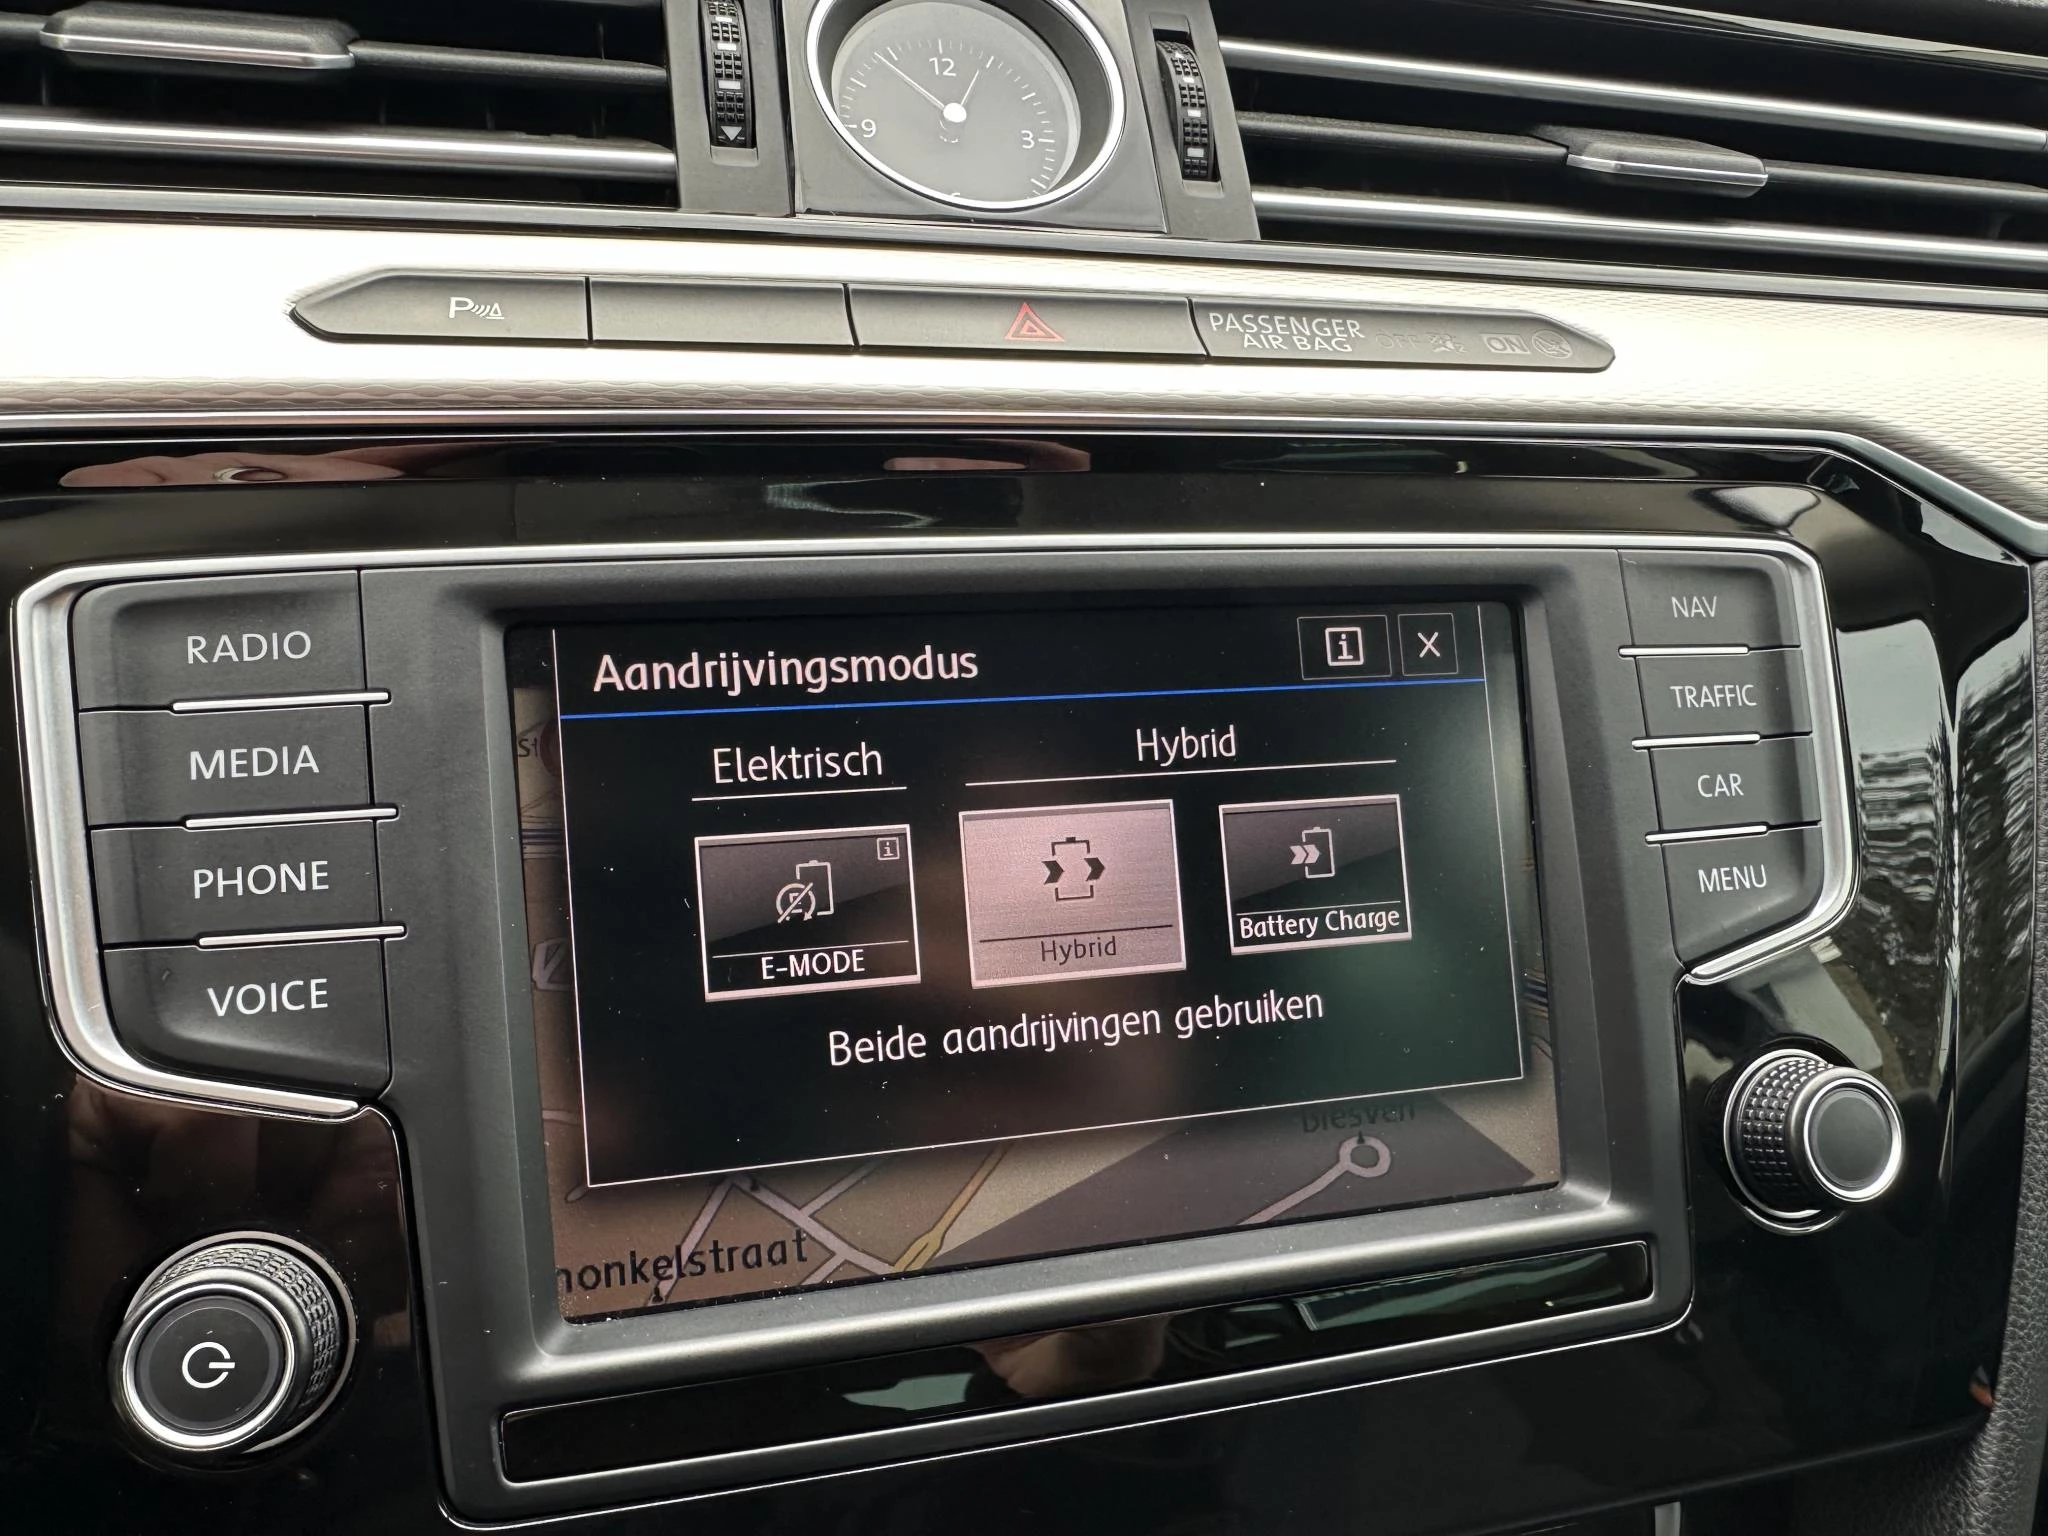 12
9
3
P
PASSENGER
AIR BAG OFF ON
RADIO
MEDIA
PHONE
VOICE
Aandrijvingsmodus
i X
Elektrisch Hybrid
i
E-MODE Hybrid Battery Charge
Beide aandrijvingen gebruiken
NAV
TRAFFIC
CAR
MENU